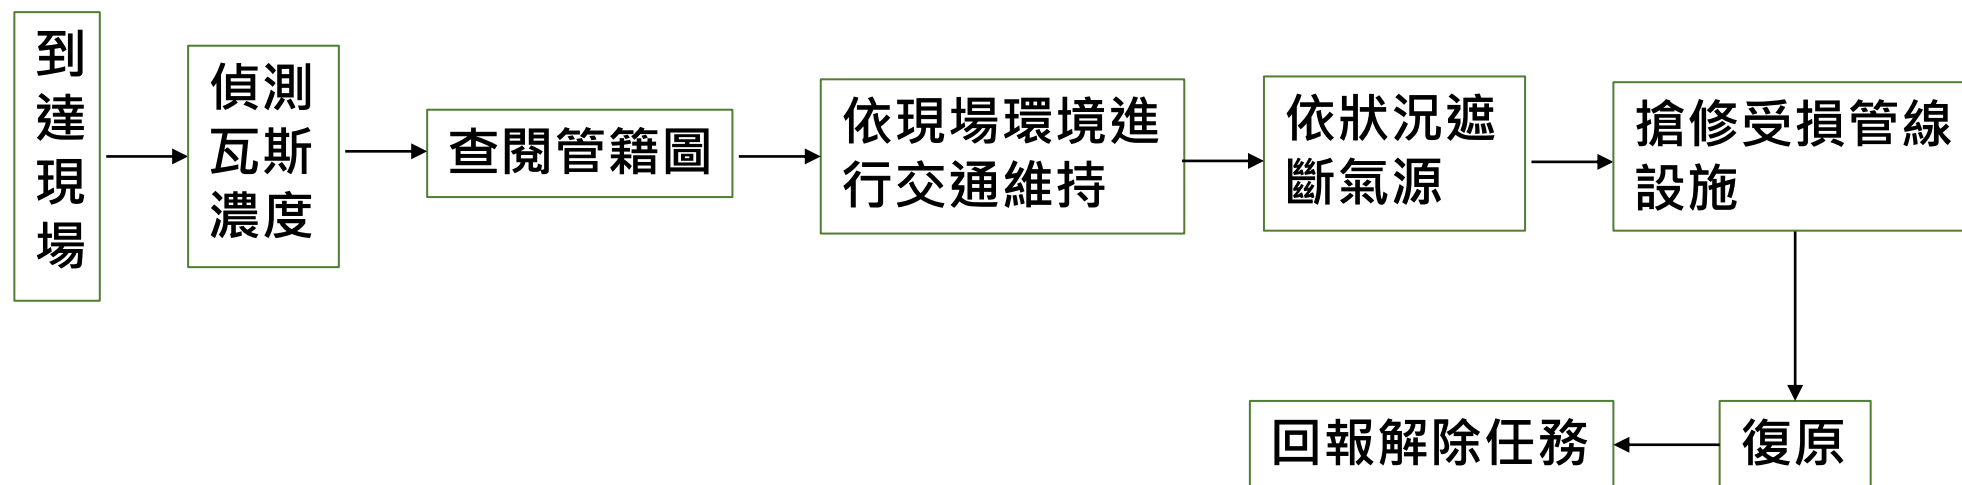 到
達
現
場
偵測
瓦斯
濃度
查閱管籍圖
依現場環境進
行交通維持
依狀況遮
斷氣源
搶修受損管線
設施
復原
回報解除任務